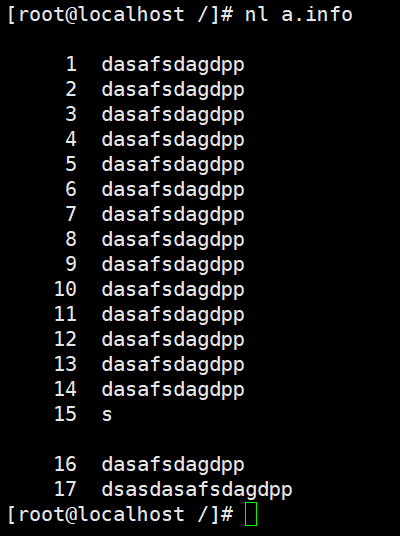 [root@localhost /]# nl a.info
1 dasafsdagdpp
2 dasafsdagdpp
3 dasafsdagdpp
4 dasafsdagdpp
5 dasafsdagdpp
6 dasafsdagdpp
7 dasafsdagdpp
8 dasafsdagdpp
9 dasafsdagdpp
10 dasafsdagdpp
11 dasafsdagdpp
12 dasafsdagdpp
13 dasafsdagdpp
14 dasafsdagdpp
15 s
16 dasafsdagdpp
17 dsasdasafsdagdpp
[root@localhost /]#